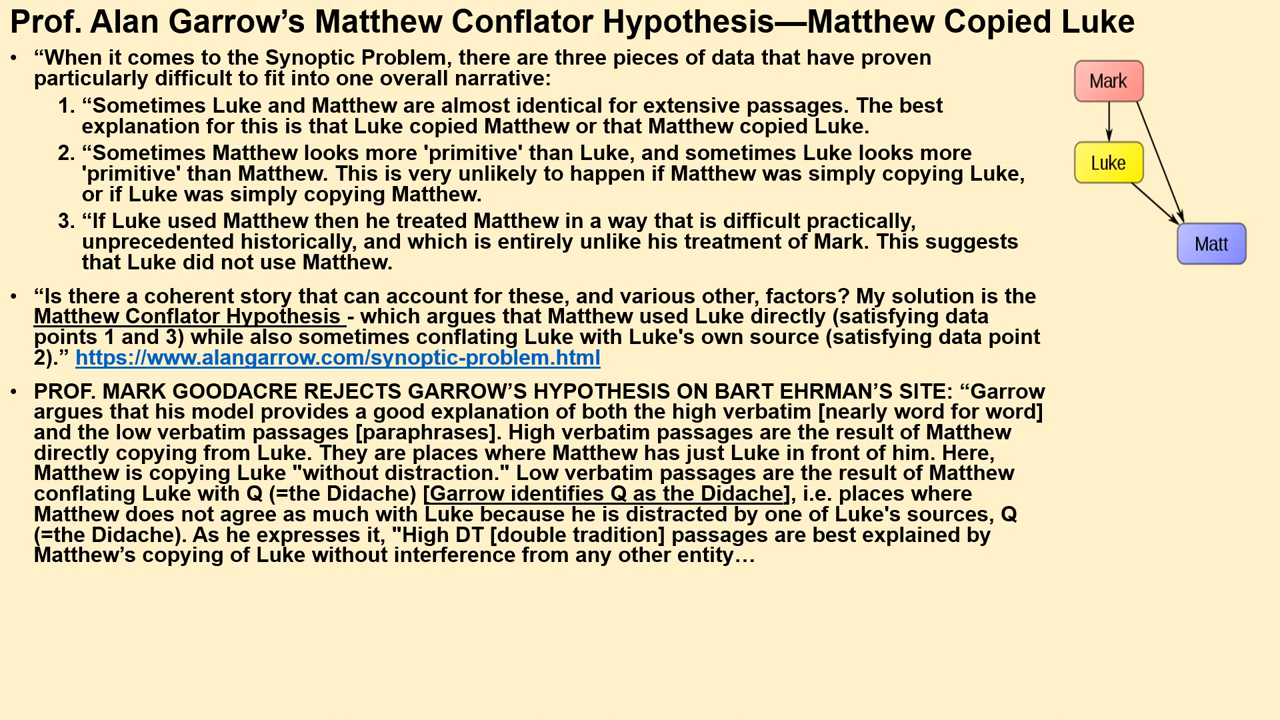 Prof. Alan Garrow’s Matthew Conflator Hypothesis—Matthew Copied Luke
• “When it comes to the Synoptic Problem, there are three pieces of data that have proven
particularly difficult to fit into one overall narrative:
1. “Sometimes Luke and Matthew are almost identical for extensive passages. The best
explanation for this is that Luke copied Matthew or that Matthew copied Luke.
2. “Sometimes Matthew looks more 'primitive' than Luke, and sometimes Luke looks more
'primitive' than Matthew. This is very unlikely to happen if Matthew was simply copying Luke,
or if Luke was simply copying Matthew.
3. “If Luke used Matthew then he treated Matthew in a way that is difficult practically,
unprecedented historically, and which is entirely unlike his treatment of Mark. This suggests
that Luke did not use Matthew.
• “Is there a coherent story that can account for these, and various other, factors? My solution is the
Matthew Conflator Hypothesis - which argues that Matthew used Luke directly (satisfying data
points 1 and 3) while also sometimes conflating Luke with Luke's own source (satisfying data point
2).” https://www.alangarrow.com/synoptic-problem.html
• PROF. MARK GOODACRE REJECTS GARROW’S HYPOTHESIS ON BART EHRMAN’S SITE: “Garrow
argues that his model provides a good explanation of both the high verbatim [nearly word for word]
and the low verbatim passages [paraphrases]. High verbatim passages are the result of Matthew
directly copying from Luke. They are places where Matthew has just Luke in front of him. Here,
Matthew is copying Luke "without distraction." Low verbatim passages are the result of Matthew
conflating Luke with Q (=the Didache) [Garrow identifies Q as the Didache], i.e. places where
Matthew does not agree as much with Luke because he is distracted by one of Luke's sources, Q
(=the Didache). As he expresses it, "High DT [double tradition] passages are best explained by
Matthew’s copying of Luke without interference from any other entity…
Mark
Luke
Matt